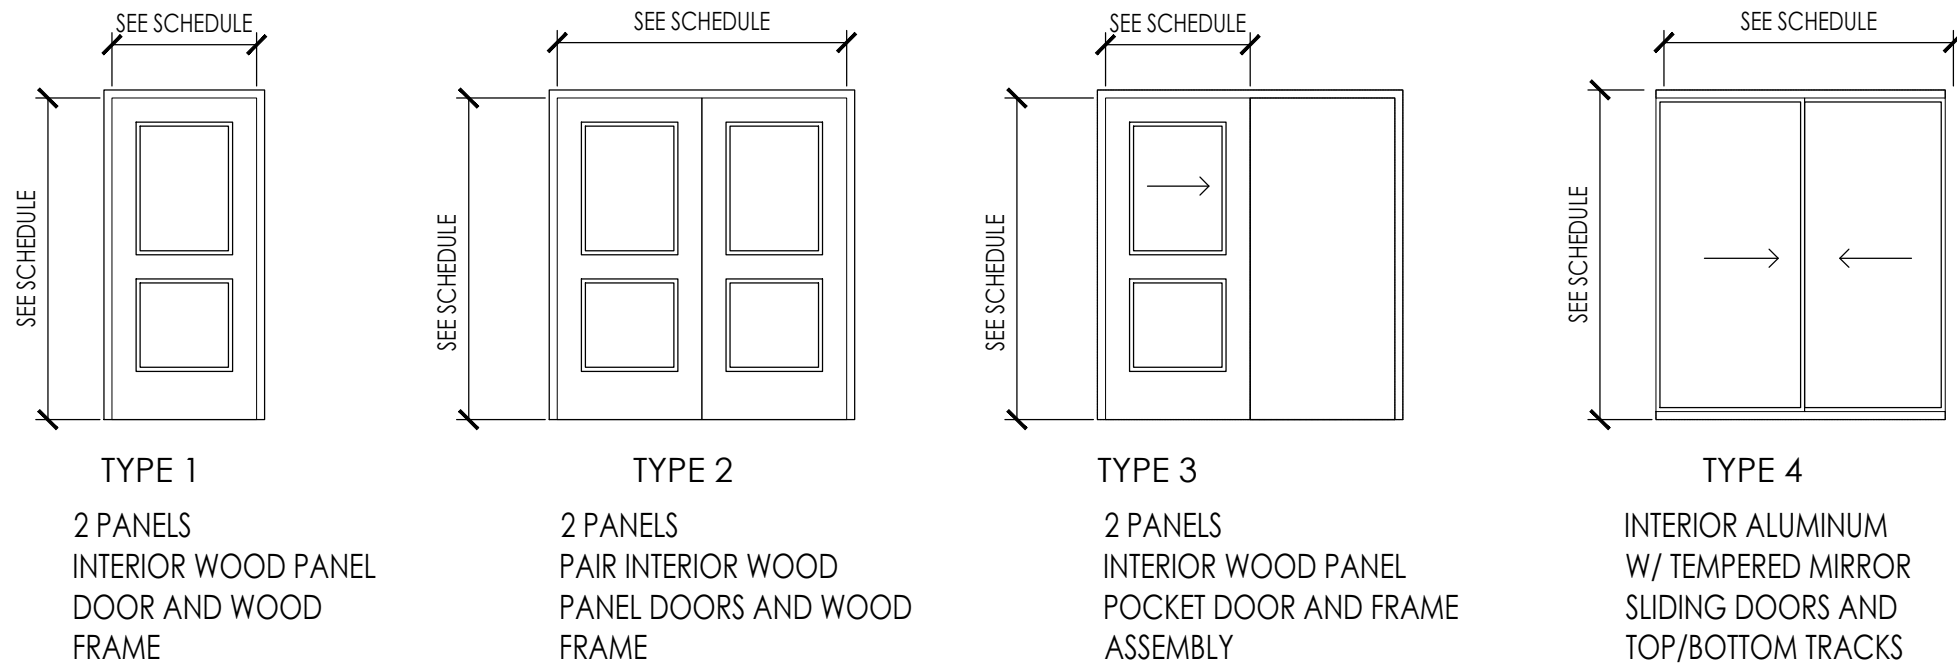 SEE SCHEDULE
SEE SCHEDULE
SEE SCHEDULE
SEE SCHEDULE
SEE SCHEDULE
SEE SCHEDULE
SEE SCHEDULE
SEE SCHEDULE
TYPE 1
2 PANELS
INTERIOR WOOD PANEL
DOOR AND WOOD
FRAME
TYPE 2
2 PANELS
PAIR INTERIOR WOOD
PANEL DOORS AND WOOD
FRAME
TYPE 3
2 PANELS
INTERIOR WOOD PANEL
POCKET DOOR AND FRAME
ASSEMBLY
TYPE 4
INTERIOR ALUMINUM
W/ TEMPERED MIRROR
SLIDING DOORS AND
TOP/BOTTOM TRACKS